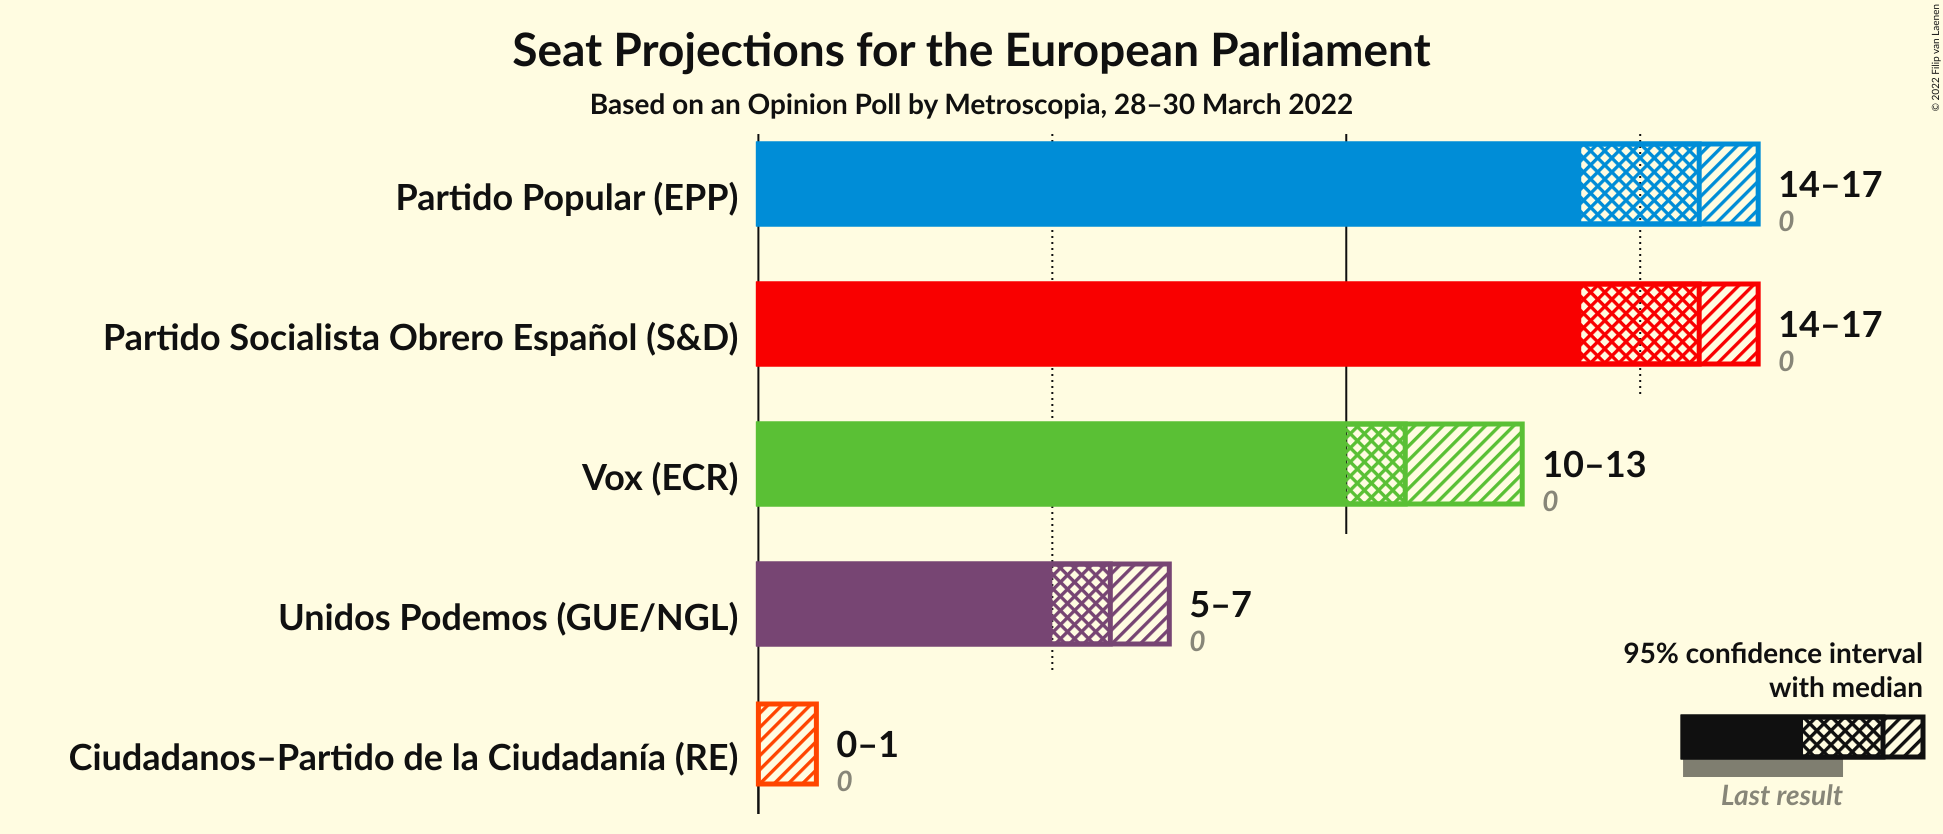 Seat Projections for the European Parliament
Based on an Opinion Poll by Metroscopia, 28–30 March 2022
© 2022 Filip van Laenen
Partido Popular (EPP)
14–17
0
Partido Socialista Obrero Español (S&D)
14–17
0
Vox (ECR)
10–13
0
Unidos Podemos (GUE/NGL)
5–7
0
Ciudadanos–Partido de la Ciudadanía (RE)
0–1
0
95% confidence interval
with median
Last result